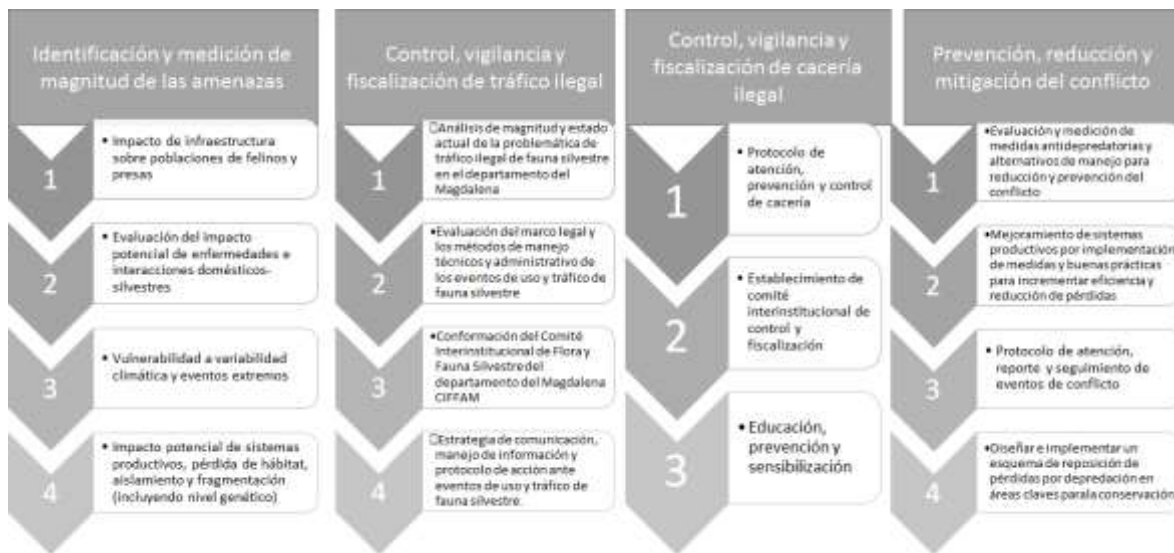 Identificación y medición de
magnitud de las amenazas
1
• Impacto de infraestructura
sobre poblaciones de felinos y
presas
2
• Evaluación del impacto
potencial de enfermedades e
interacciones domésticos-
silvestres
3
• Vulnerabilidad a variabilidad
climática y eventos extremos
4
• Impacto potencial de sistemas
productivos, pérdida de hábitat,
aislamiento y fragmentación
(incluyendo nivel genético)
Control, vigilancia y
fiscalización de tráfico ilegal
1
□Análisis de magnitud y estado
actual de la problemática de
tráfico ilegal de fauna silvestre
en el departamento del
Magdalena
2
•Evaluación del marco legal y
los métodos de manejo
técnicos y administrativo de
los eventos de uso y tráfico de
fauna silvestre
3
•Conformación del Comité
Interinstitucional de Flora y
Fauna Silvestre del
departamento del Magdalena
CIFFAM
4
□Estrategia de comunicación,
manejo de información y
protocolo de acción ante
eventos de uso y tráfico de
fauna silvestre.
Control, vigilancia y
fiscalización de cacería
ilegal
1
• Protocolo de
atención,
prevención y control
de cacería
2
• Establecimiento de
comité
interinstitucional de
control y
fiscalización
3
• Educación,
prevención y
sensibilización
Prevención, reducción y
mitigación del conflicto
1
•Evaluación y medición de
medidas antidepredatorias y
alternativos de manejo para
reducción y prevención del
conflicto
2
•Mejoramiento de sistemas
productivos por implementación
de medidas y buenas prácticas
para incrementar eficiencia y
reducción de pérdidas
3
• Protocolo de atención,
reporte y seguimiento de
eventos de conflicto
4
•Diseñar e implementar un
esquema de reposición de
pérdidas por depredación en
áreas claves parala conservación